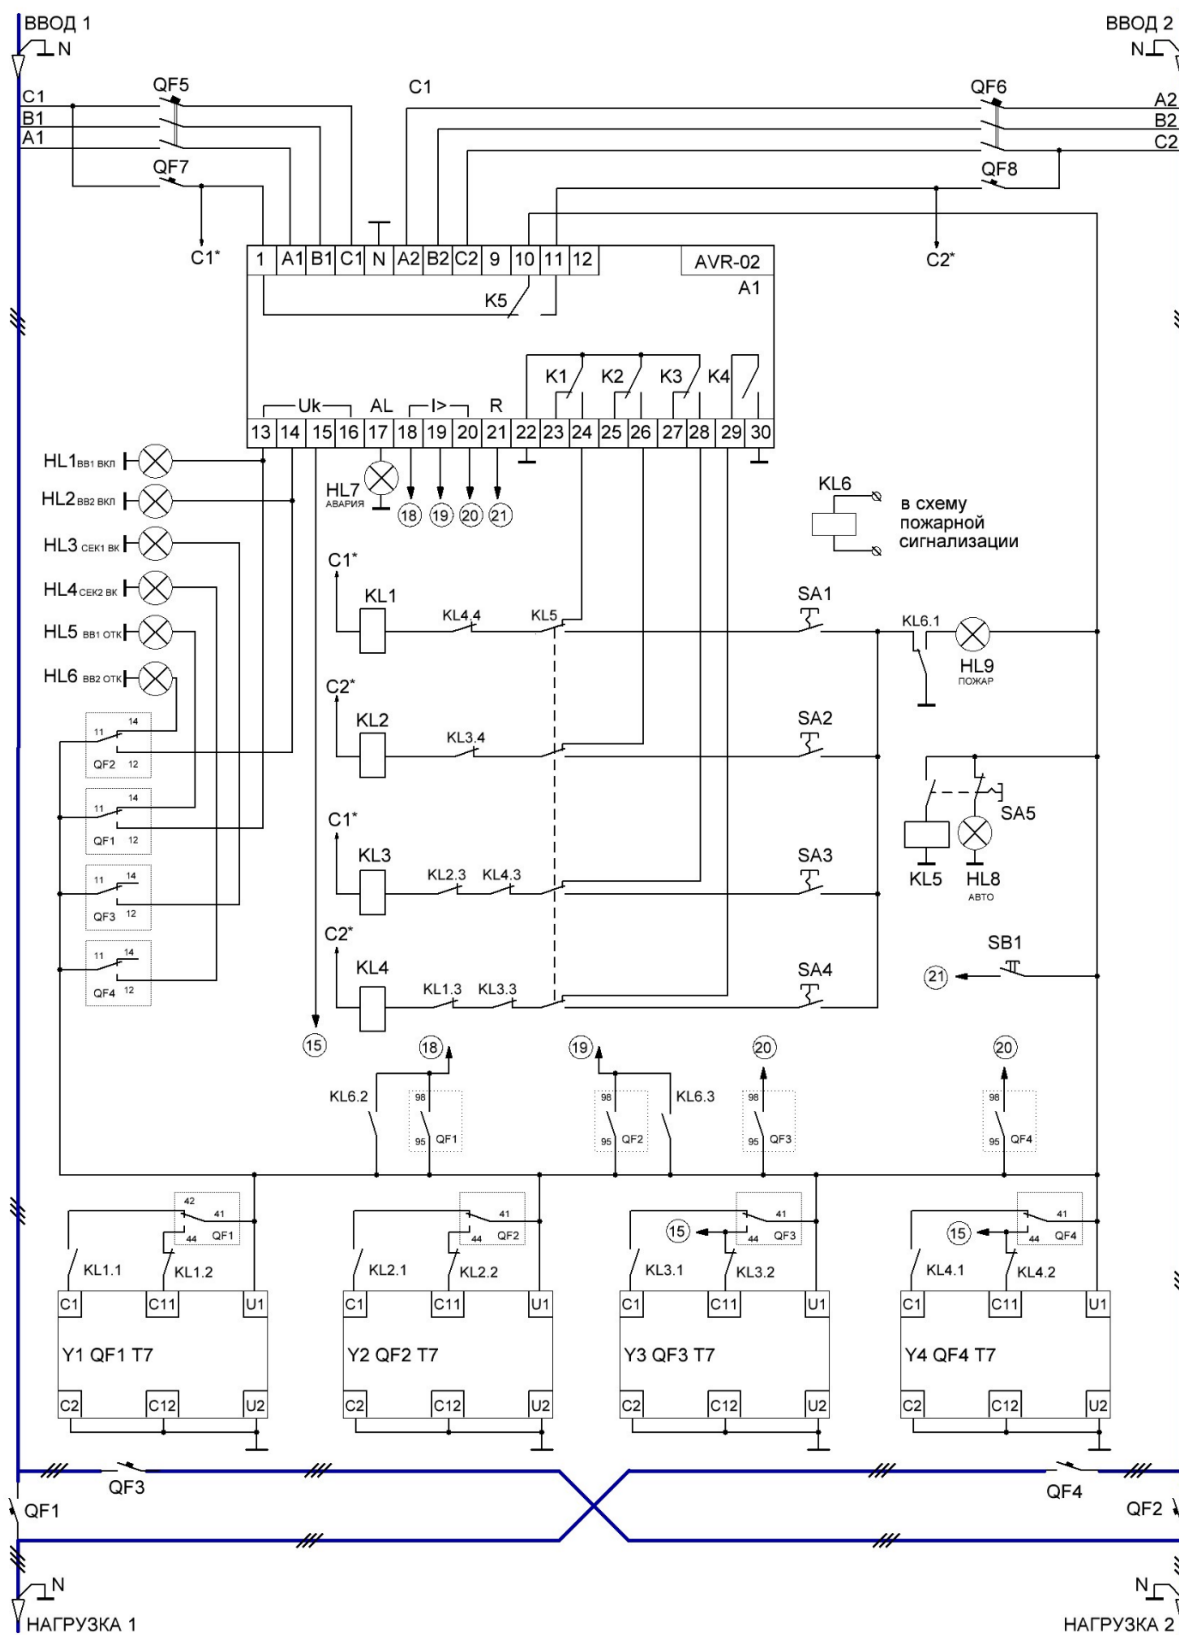 ВВОД 1
ВВОД 2
N
N
QF5
C1
QF6
C1
B1
A1
A2
B2
C2
QF7
QF8
C1*
C2*
1 A1 B1 C1 N A2 B2 C2 9 10 11 12
AVR-02
A1
K5
K1 K2 K3 K4
Uk AL I> R
13 14 15 16 17 18 19 20 21 22 23 24 25 26 27 28 29 30
HL1 ВВ1 ВКЛ
HL2 ВВ2 ВКЛ
HL3 СЕК1 ВК
HL4 СЕК2 ВК
HL5 ВВ1 ОТК
HL6 ВВ2 ОТК
HL7
АВАРИЯ
18 19 20 21
KL6
в схему
пожарной
сигнализации
C1*
KL1
KL4.4
KL5
SA1
KL6.1
HL9
ПОЖАР
C2*
KL2
KL3.4
SA2
11 14
QF2 12
11 14
QF1 12
11 14
QF3 12
11 14
QF4 12
C1*
KL3
KL2.3 KL4.3
SA3
SA5
KL5 HL8
АВТО
C2*
KL4
KL1.3 KL3.3
SA4
SB1
21
15
18
19
20
20
KL6.2
98
95 QF1
98
95 QF2
KL6.3
98
95 QF3
98
95 QF4
42 41
44 QF1
KL1.1 KL1.2
41
44 QF2
KL2.1 KL2.2
15
41
44 QF3
KL3.1 KL3.2
15
41
44 QF4
KL4.1 KL4.2
C1 C11 U1
Y1 QF1 T7
C2 C12 U2
C1 C11 U1
Y2 QF2 T7
C2 C12 U2
C1 C11 U1
Y3 QF3 T7
C2 C12 U2
C1 C11 U1
Y4 QF4 T7
C2 C12 U2
QF3
QF4
QF1
QF2
N
N
НАГРУЗКА 1
НАГРУЗКА 2